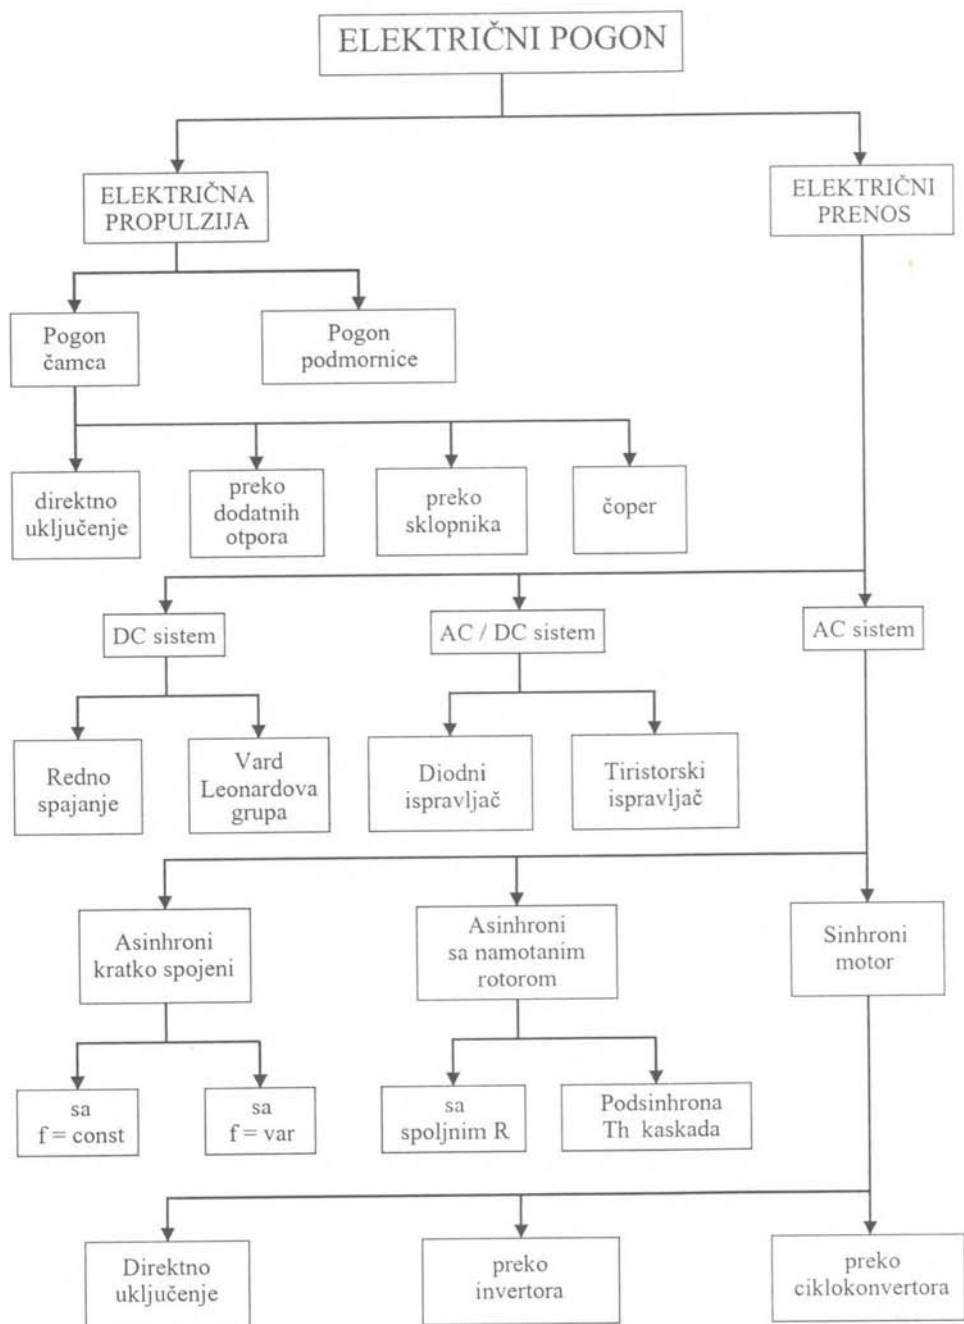 ELEKTRIČNI POGON
ELEKTRIČNA
PROPULZIJA
ELEKTRIČNI
PRENOS
Pogon
čamca
Pogon
podmornice
direktno
uključenje
preko
dodatnih
otpora
preko
sklopnika
čoper
DC sistem
AC / DC sistem
AC sistem
Redno
spajanje
Vard
Leonardova
grupa
Diodni
ispravljač
Tiristorski
ispravljač
Asinhroni
kratko spojeni
Asinhroni
sa namotanim
rotorom
Sinhroni
motor
sa
f = const
sa
f = var
sa
spoljnim R
Podsinhrona
Th kaskada
Direktno
uključenje
preko
invertora
preko
ciklokonvertora